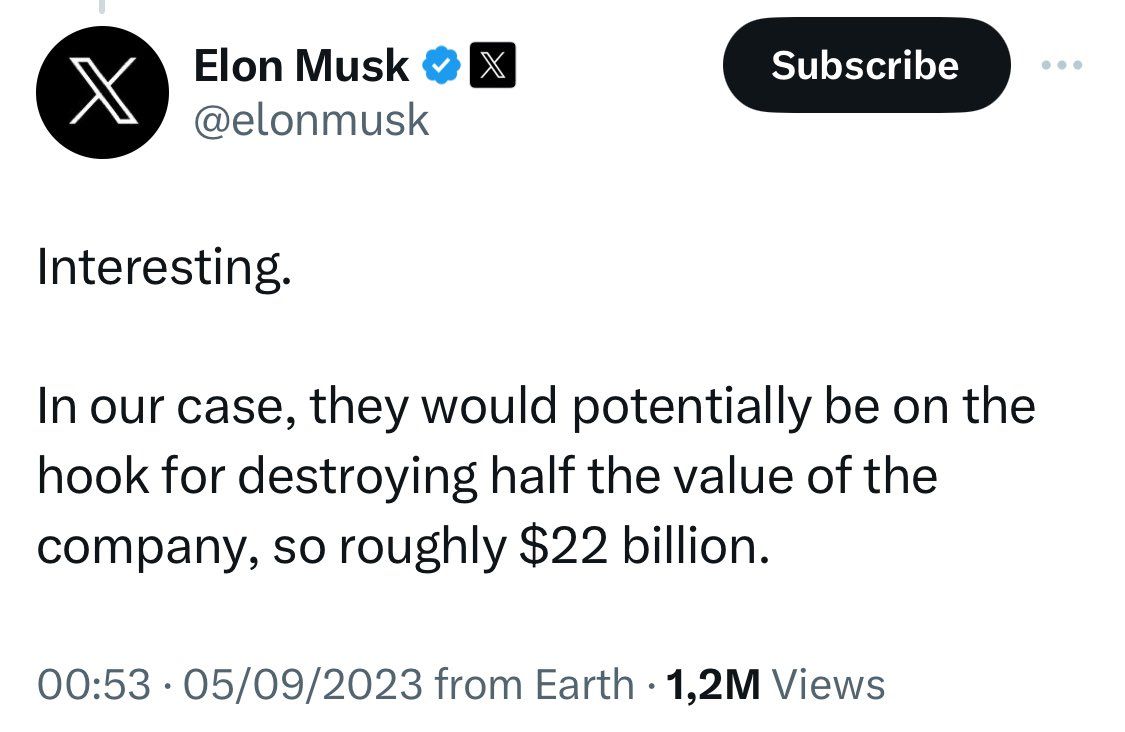 Elon Musk
Subscribe
@elonmusk
Interesting.
In our case, they would potentially be on the
hook for destroying half the value of the
company, so roughly $22 billion.
00:53 · 05/09/2023 from Earth · 1,2M Views